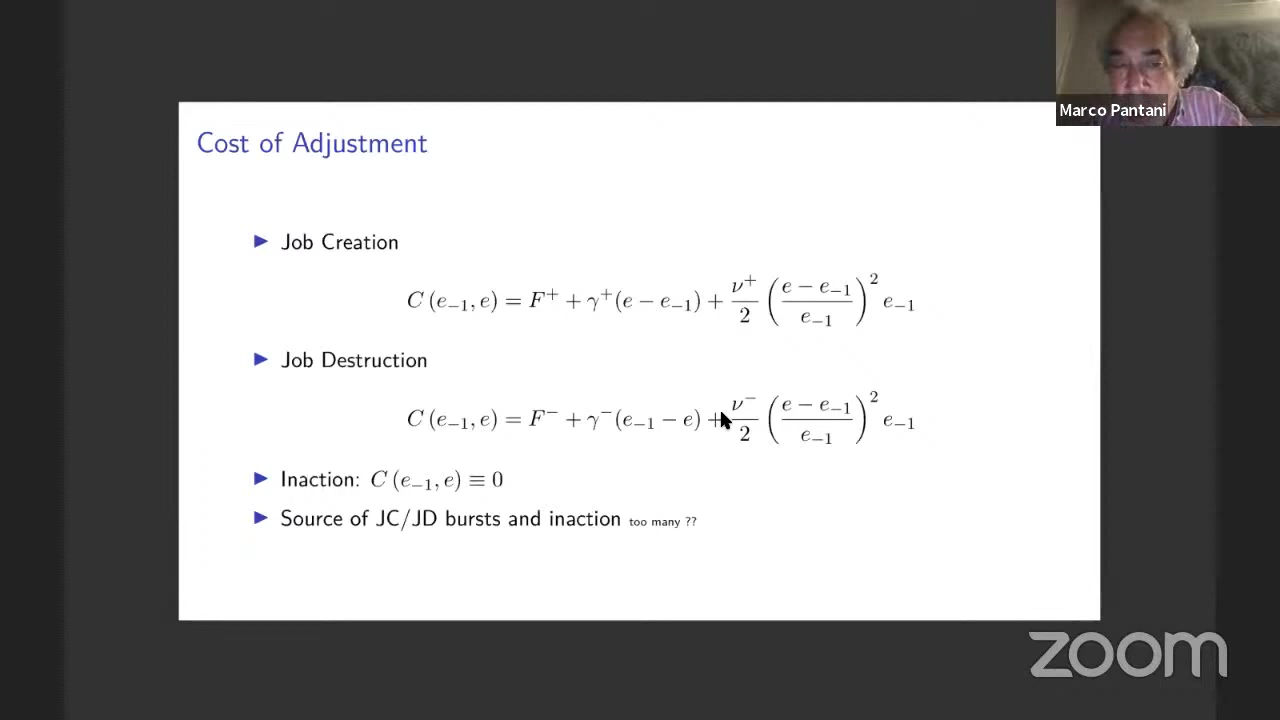 Marco Pantani
Cost of Adjustment
Job Creation
C (e₋₁, e) = F⁺ + γ⁺(e − e₋₁) + ν⁺/2 ((e − e₋₁)/e₋₁)² e₋₁
Job Destruction
C (e₋₁, e) = F⁻ + γ⁻(e₋₁ − e) + ν⁻/2 ((e − e₋₁)/e₋₁)² e₋₁
Inaction: C (e₋₁, e) ≡ 0
Source of JC/JD bursts and inaction too many ??
zoom